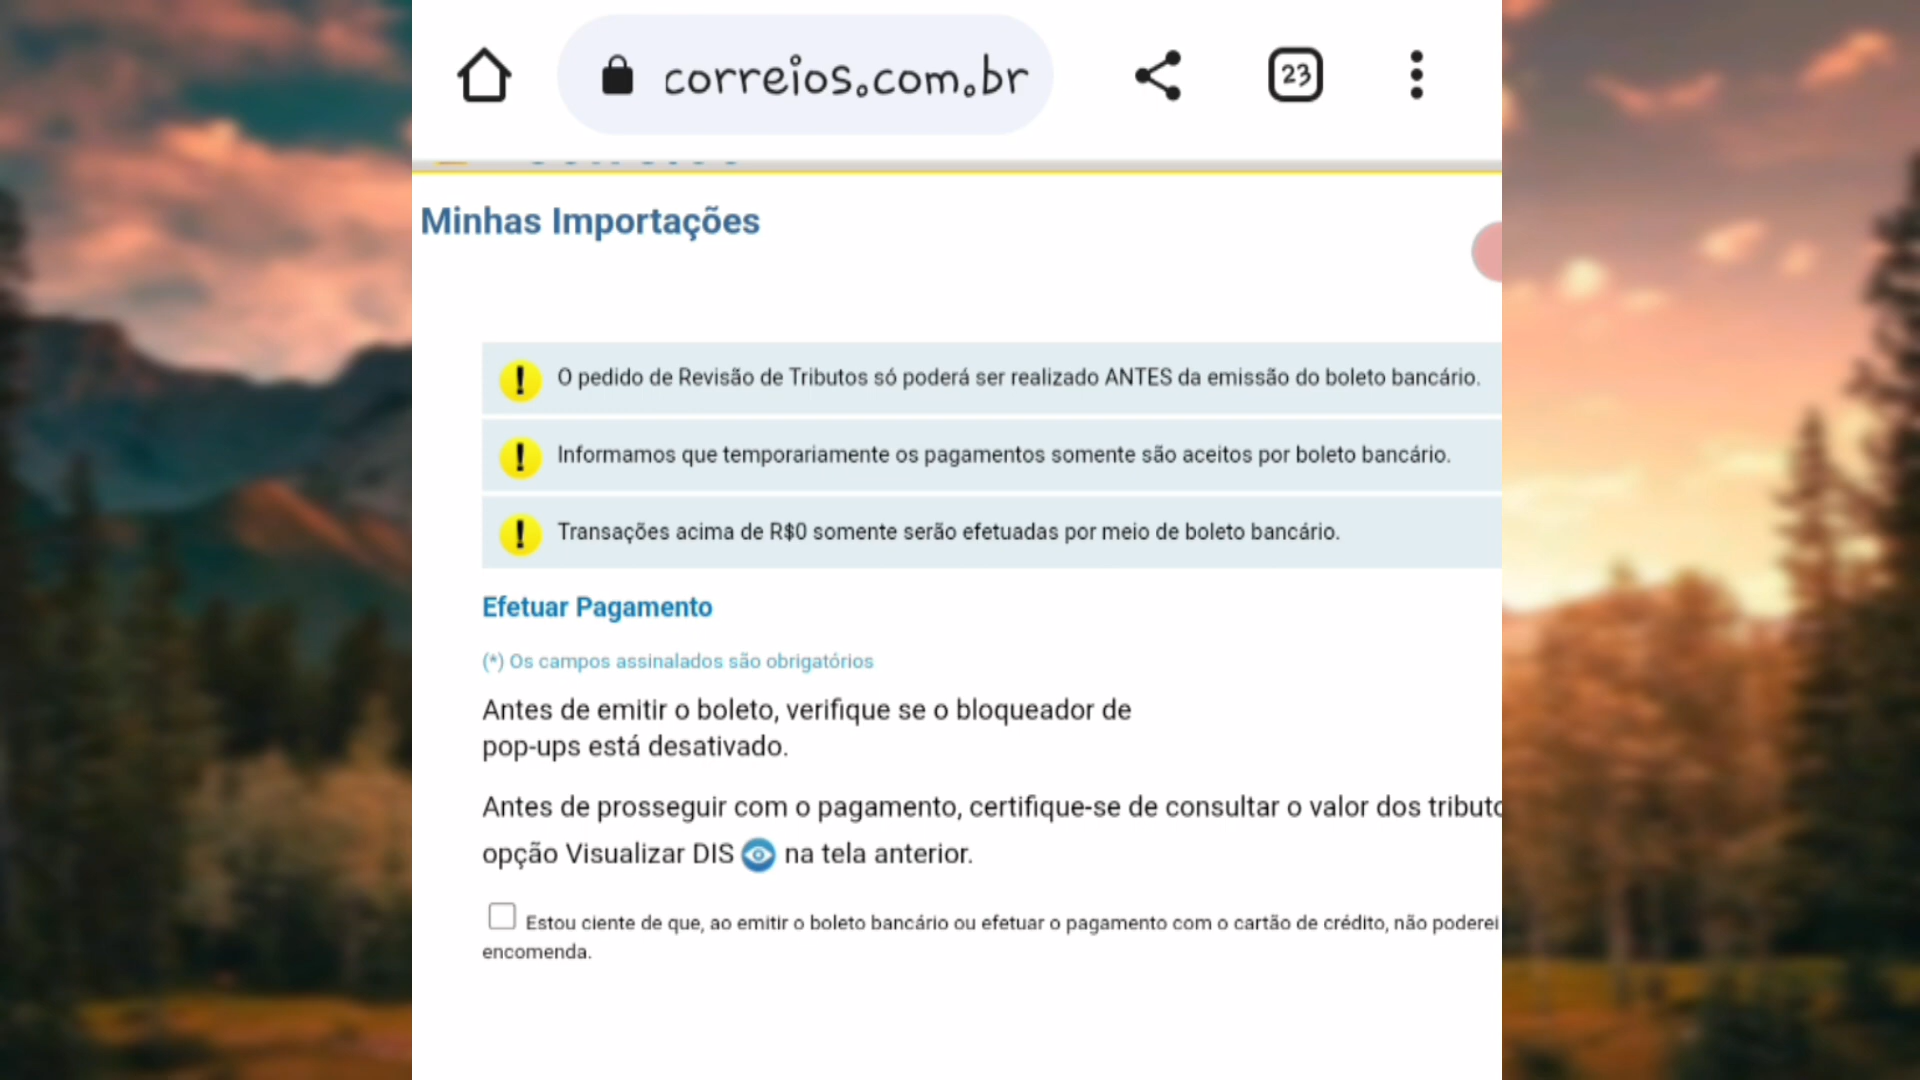 correios.com.br
23
Minhas Importações
O pedido de Revisão de Tributos só poderá ser realizado ANTES da emissão do boleto bancário.
Informamos que temporariamente os pagamentos somente são aceitos por boleto bancário.
Transações acima de R$0 somente serão efetuadas por meio de boleto bancário.
Efetuar Pagamento
(*) Os campos assinalados são obrigatórios
Antes de emitir o boleto, verifique se o bloqueador de
pop-ups está desativado.
Antes de prosseguir com o pagamento, certifique-se de consultar o valor dos tributo
opção Visualizar DIS na tela anterior.
Estou ciente de que, ao emitir o boleto bancário ou efetuar o pagamento com o cartão de crédito, não poderei
encomenda.